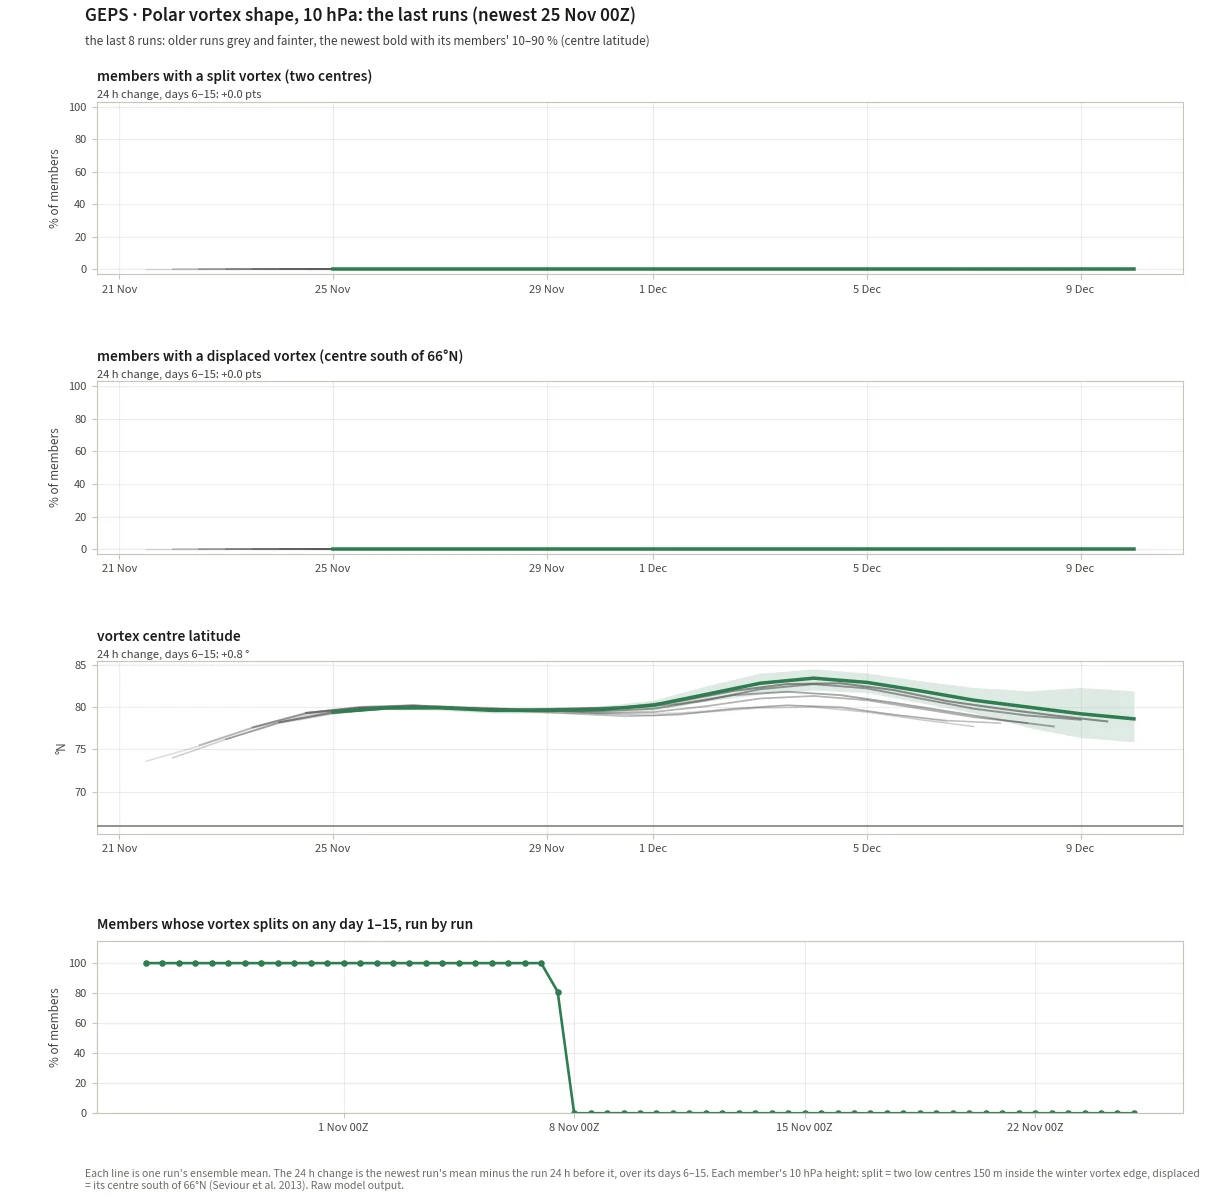 GEPS · Polar vortex shape, 10 hPa: the last runs (newest 25 Nov 00Z)
the last 8 runs: older runs grey and fainter, the newest bold with its members' 10–90 % (centre latitude)
members with a split vortex (two centres)
24 h change, days 6–15: +0.0 pts
100
80
60
40
20
0
% of members
21 Nov
25 Nov
29 Nov
1 Dec
5 Dec
9 Dec
members with a displaced vortex (centre south of 66°N)
24 h change, days 6–15: +0.0 pts
100
80
60
40
20
0
% of members
21 Nov
25 Nov
29 Nov
1 Dec
5 Dec
9 Dec
vortex centre latitude
24 h change, days 6–15: +0.8 °
85
80
75
70
°N
21 Nov
25 Nov
29 Nov
1 Dec
5 Dec
9 Dec
Members whose vortex splits on any day 1–15, run by run
100
80
60
40
20
0
% of members
1 Nov 00Z
8 Nov 00Z
15 Nov 00Z
22 Nov 00Z
Each line is one run's ensemble mean. The 24 h change is the newest run's mean minus the run 24 h before it, over its days 6–15. Each member's 10 hPa height: split = two low centres 150 m inside the winter vortex edge, displaced
= its centre south of 66°N (Seviour et al. 2013). Raw model output.